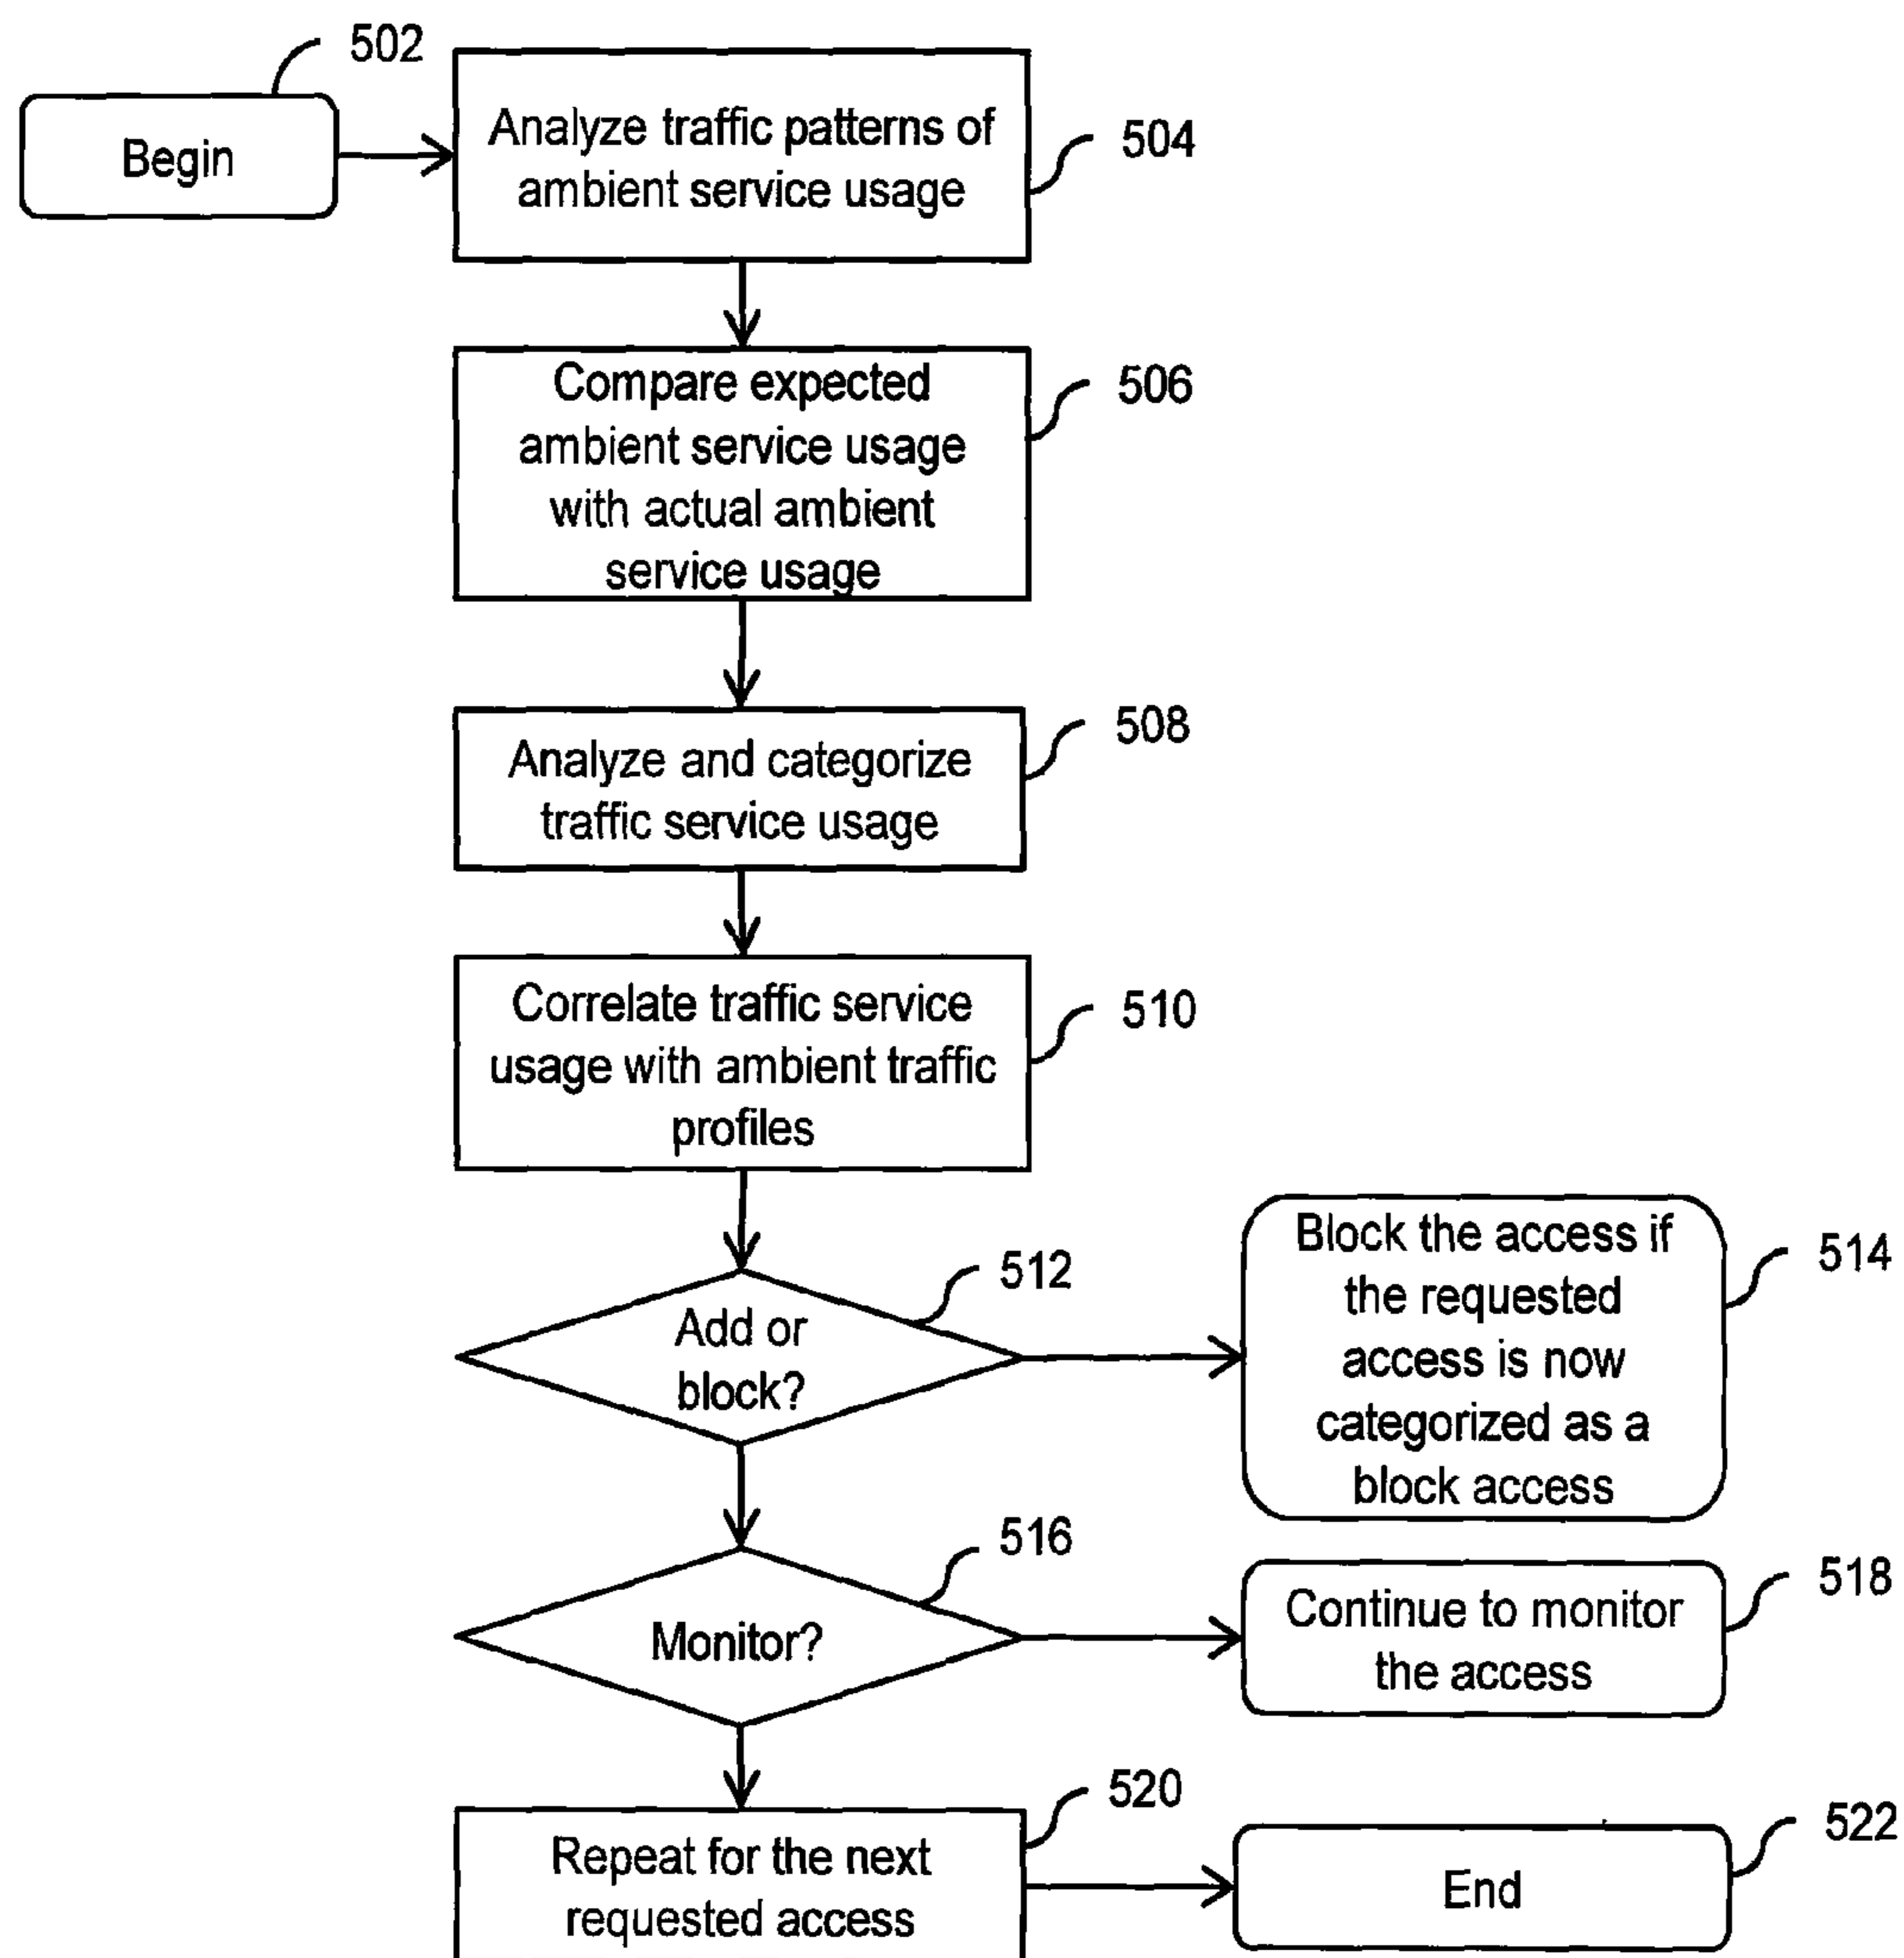 502
Begin
Analyze traffic patterns of
ambient service usage
504
Compare expected
ambient service usage
with actual ambient
service usage
506
Analyze and categorize
traffic service usage
508
Correlate traffic service
usage with ambient traffic
profiles
510
Add or
block?
512
Block the access if
the requested
access is now
categorized as a
block access
514
Monitor?
516
Continue to monitor
the access
518
Repeat for the next
requested access
520
End
522